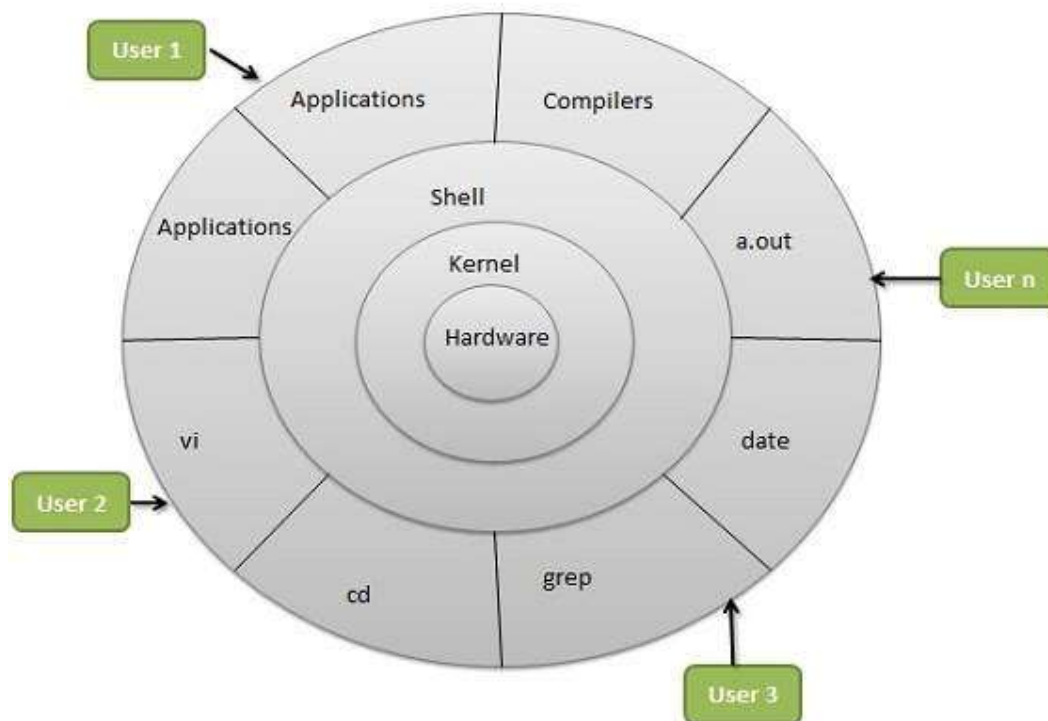 User 1
Applications
Compilers
Shell
Applications
a.out
Kernel
User n
Hardware
vi
date
User 2
grep
cd
User 3